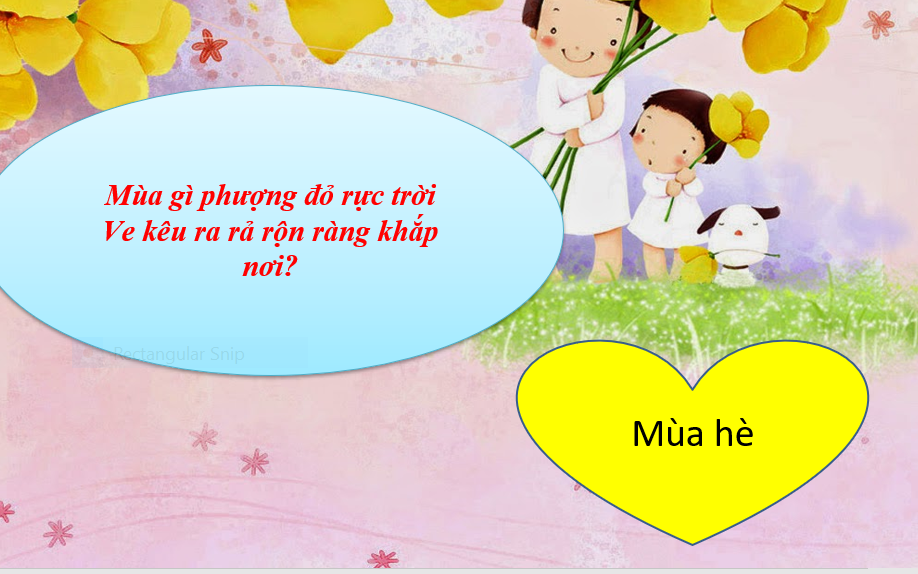 Mùa gì phượng đỏ rực trời
Ve kêu ra rả rộn ràng khắp
nơi?
Rectangular Snip
Mùa hè